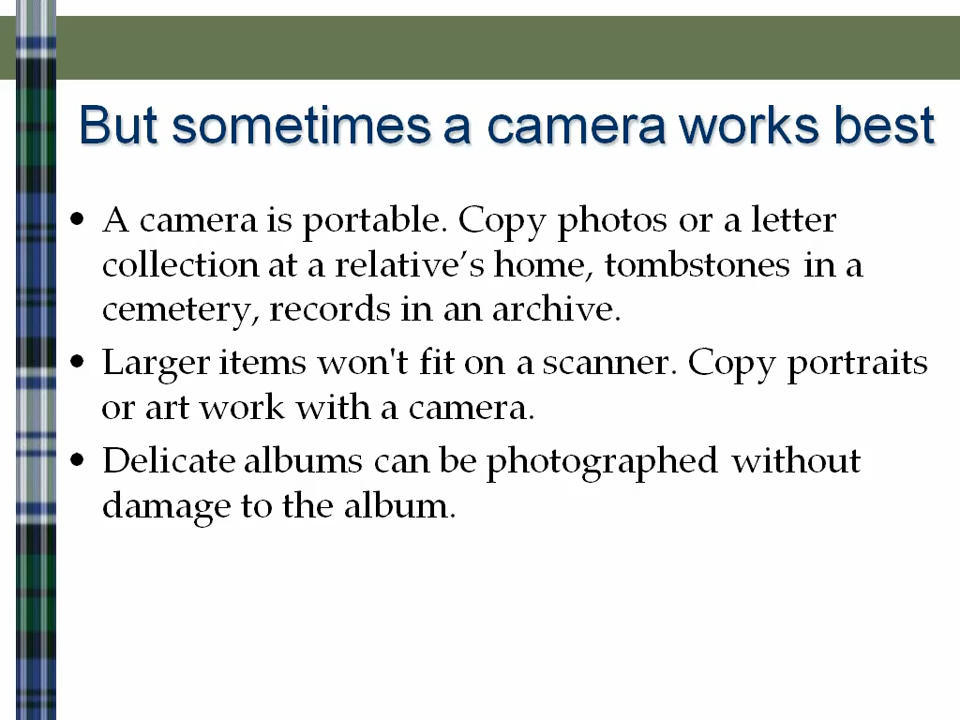 But sometimes a camera works best
• A camera is portable. Copy photos or a letter
collection at a relative’s home, tombstones in a
cemetery, records in an archive.
• Larger items won't fit on a scanner. Copy portraits
or art work with a camera.
• Delicate albums can be photographed without
damage to the album.